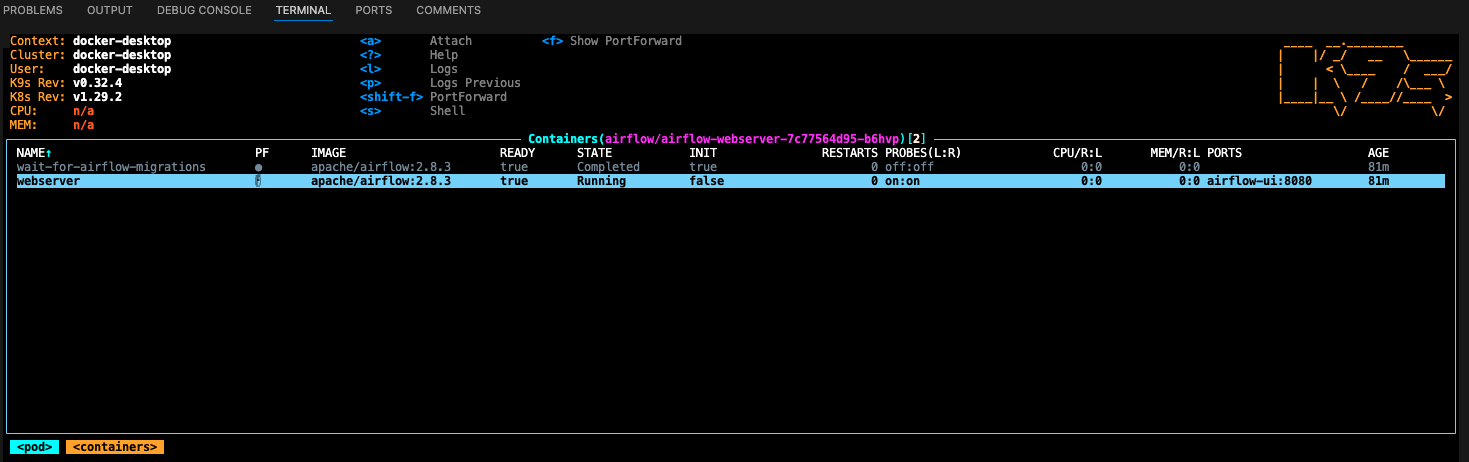 PROBLEMS OUTPUT DEBUG CONSOLE TERMINAL PORTS COMMENTS
Context: docker-desktop <a> Attach <f> Show PortForward
Cluster: docker-desktop <?> Help
User: docker-desktop <l> Logs
K9s Rev: v0.32.4 <p> Logs Previous
K8s Rev: v1.29.2 <shift-f> PortForward
CPU: n/a <s> Shell
MEM: n/a
Containers(airflow/airflow-webserver-7c77564d95-b6hvp)[2]
NAME↑ PF IMAGE READY STATE INIT RESTARTS PROBES(L:R) CPU/R:L MEM/R:L PORTS AGE
wait-for-airflow-migrations ● apache/airflow:2.8.3 true Completed true 0 off:off 0:0 0:0 81m
webserver apache/airflow:2.8.3 true Running false 0 on:on 0:0 0:0 airflow-ui:8080 81m
<pod> <containers>